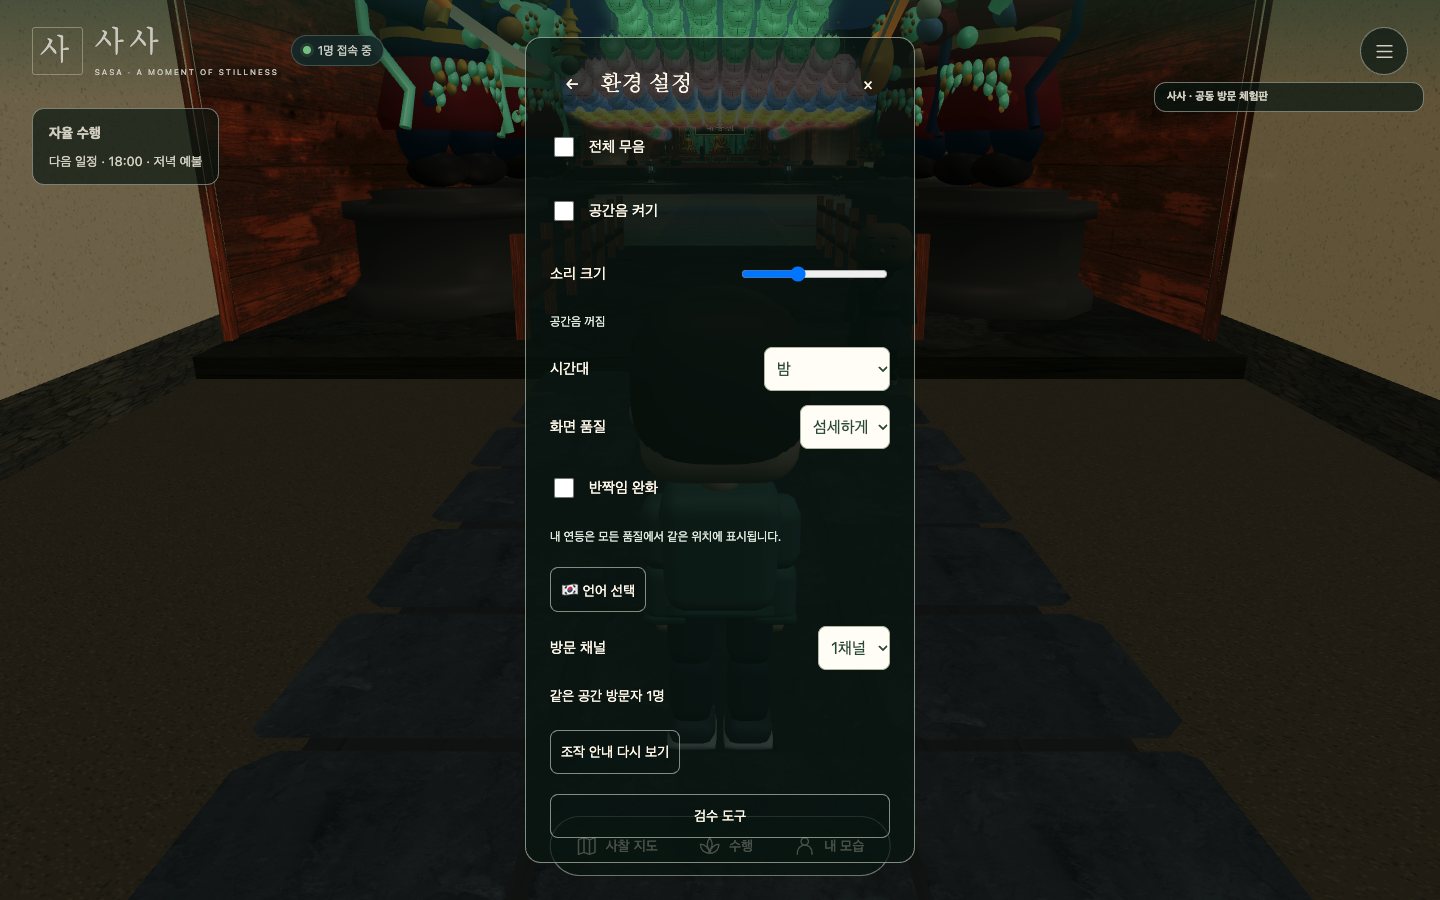 사
사사
SASA · A MOMENT OF STILLNESS
1명 접속 중
자율 수행
다음 일정 · 18:00 · 저녁 예불
사사 · 공동 방문 체험판
← 환경 설정 ×
전체 무음
공간음 켜기
소리 크기
공간음 꺼짐
시간대 밤
화면 품질 섬세하게
반짝임 완화
내 연등은 모든 품질에서 같은 위치에 표시됩니다.
🇰🇷 언어 선택
방문 채널 1채널
같은 공간 방문자 1명
조작 안내 다시 보기
검수 도구
사찰 지도 수행 내 모습